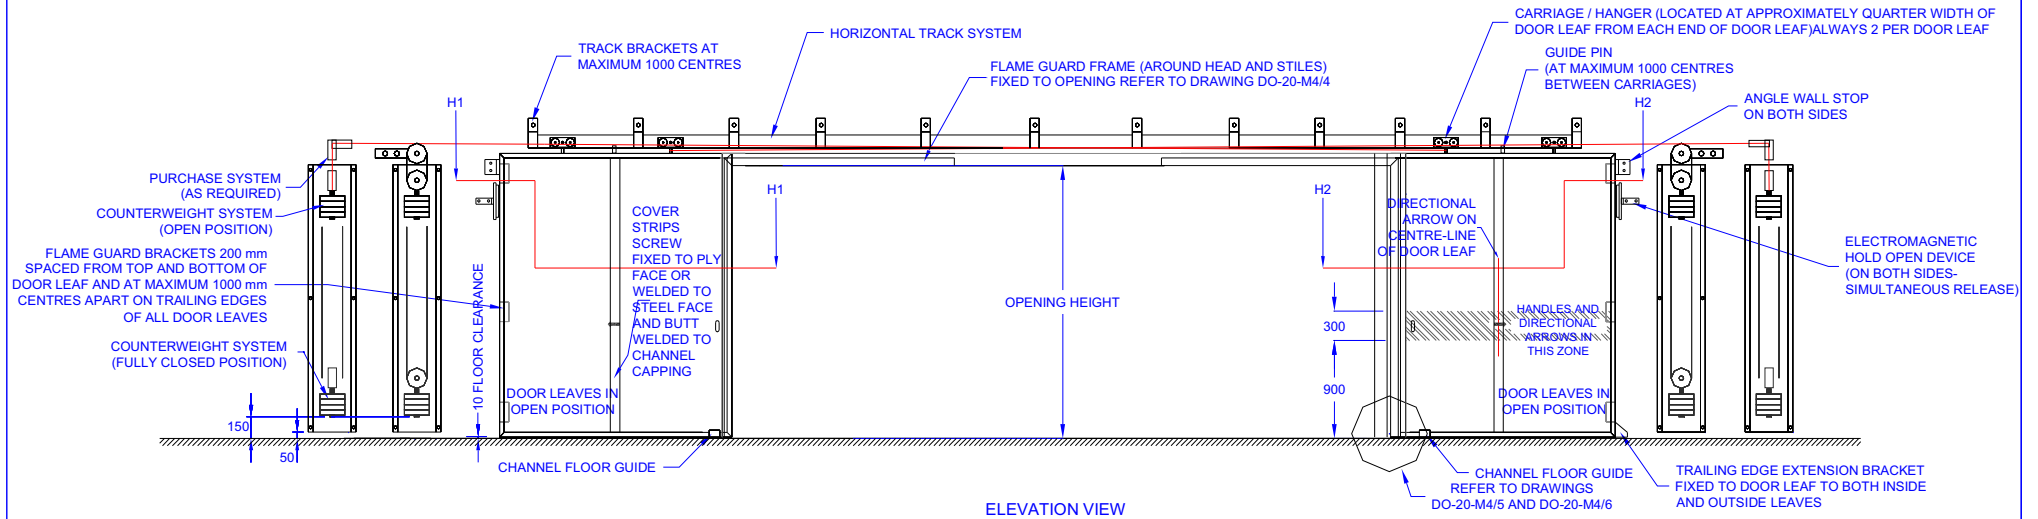 CARRIAGE / HANGER (LOCATED AT APPROXIMATELY QUARTER WIDTH OF
DOOR LEAF FROM EACH END OF DOOR LEAF)ALWAYS 2 PER DOOR LEAF
HORIZONTAL TRACK SYSTEM
TRACK BRACKETS AT
MAXIMUM 1000 CENTRES
FLAME GUARD FRAME (AROUND HEAD AND STILES)
FIXED TO OPENING REFER TO DRAWING DO-20-M4/4
GUIDE PIN
(AT MAXIMUM 1000 CENTRES
BETWEEN CARRIAGES)
ANGLE WALL STOP
ON BOTH SIDES
H1
H2
PURCHASE SYSTEM
(AS REQUIRED)
COUNTERWEIGHT SYSTEM
(OPEN POSITION)
FLAME GUARD BRACKETS 200 mm
SPACED FROM TOP AND BOTTOM OF
DOOR LEAF AND AT MAXIMUM 1000 mm
CENTRES APART ON TRAILING EDGES
OF ALL DOOR LEAVES
COUNTERWEIGHT SYSTEM
(FULLY CLOSED POSITION)
150
50
10 FLOOR CLEARANCE
COVER
STRIPS
SCREW
FIXED TO PLY
FACE OR
WELDED TO
STEEL FACE
AND BUTT
WELDED TO
CHANNEL
CAPPING
DOOR LEAVES IN
OPEN POSITION
H1
OPENING HEIGHT
H2
DIRECTIONAL
ARROW ON
CENTRE-LINE
OF DOOR LEAF
300
900
HANDLES AND
DIRECTIONAL
ARROWS IN
THIS ZONE
DOOR LEAVES IN
OPEN POSITION
ELECTROMAGNETIC
HOLD OPEN DEVICE
(ON BOTH SIDES-
SIMULTANEOUS RELEASE)
CHANNEL FLOOR GUIDE
CHANNEL FLOOR GUIDE
REFER TO DRAWINGS
DO-20-M4/5 AND DO-20-M4/6
TRAILING EDGE EXTENSION BRACKET
FIXED TO DOOR LEAF TO BOTH INSIDE
AND OUTSIDE LEAVES
ELEVATION VIEW